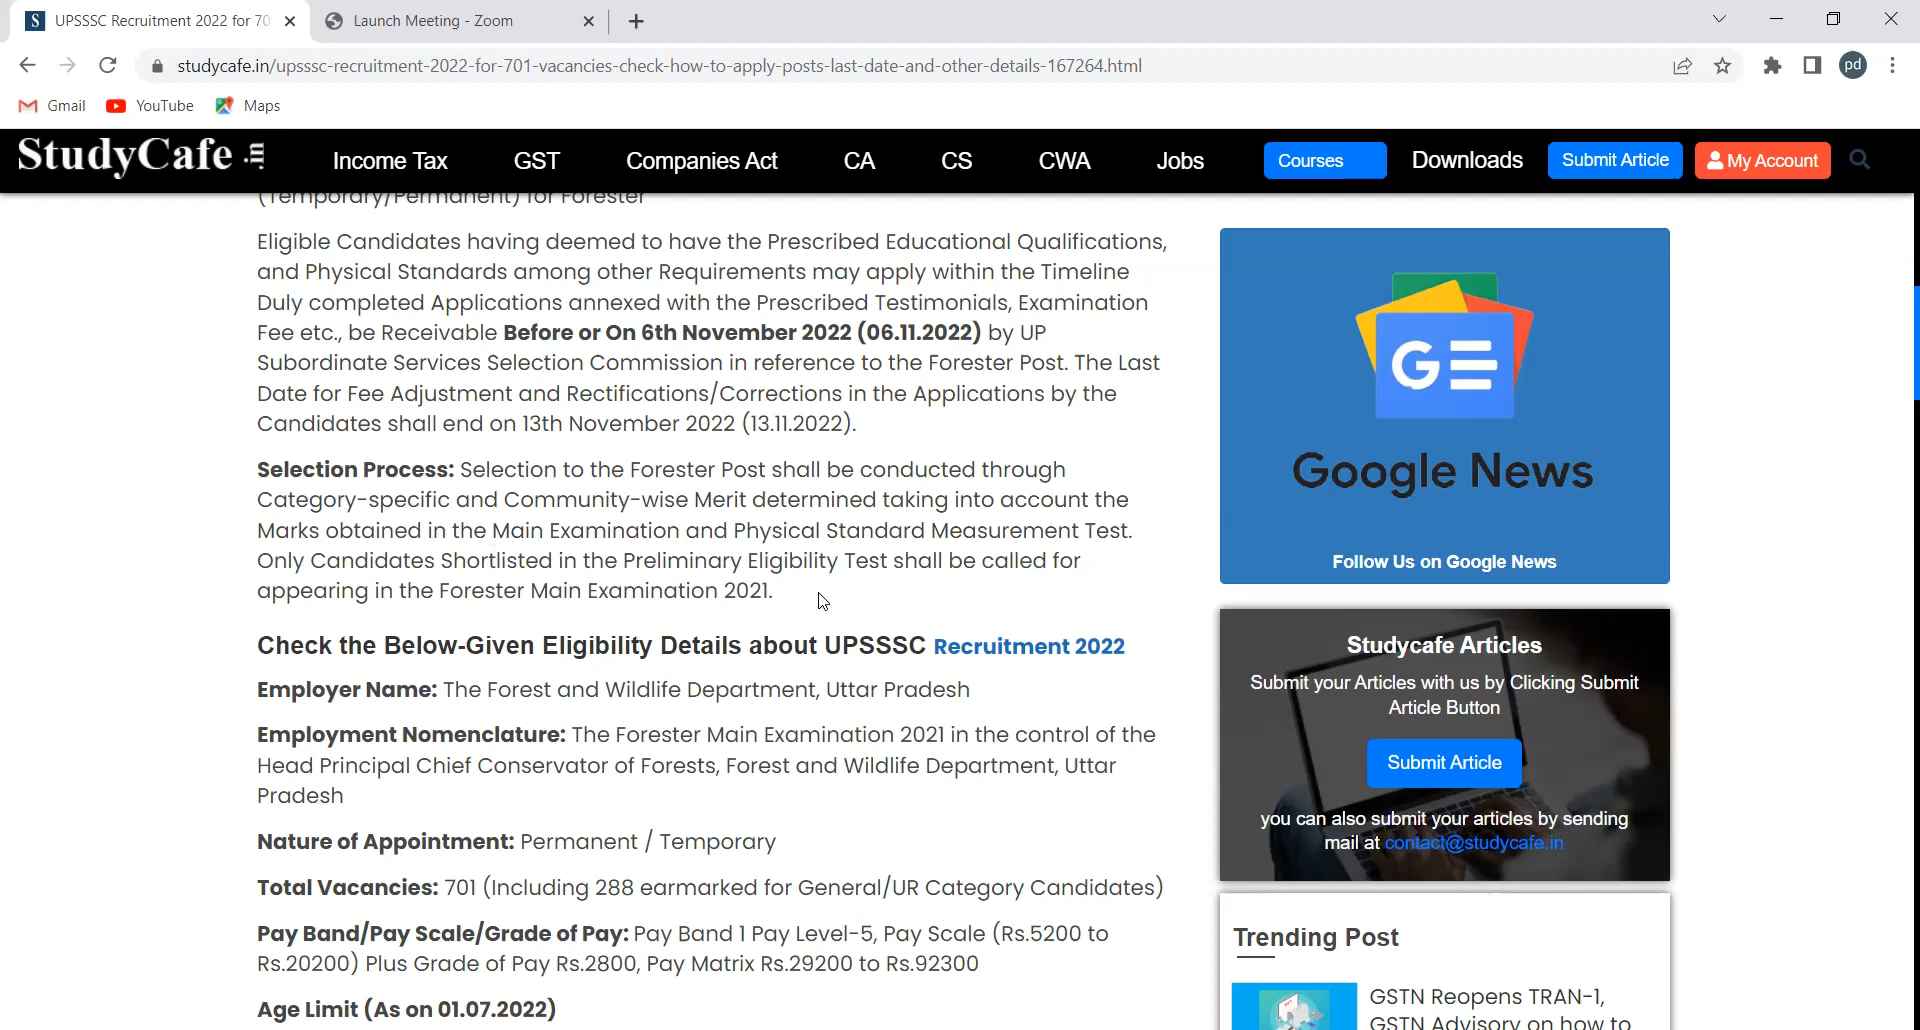 S UPSSSC Recruitment 2022 for 70
Launch Meeting - Zoom
studycafe.in/upsssc-recruitment-2022-for-701-vacancies-check-how-to-apply-posts-last-date-and-other-details-167264.html
pd
Gmail YouTube Maps
StudyCafe .in
Income Tax GST Companies Act CA CS CWA Jobs Courses Downloads Submit Article My Account
(Temporary/Permanent) for Forester
Eligible Candidates having deemed to have the Prescribed Educational Qualifications,
and Physical Standards among other Requirements may apply within the Timeline
Duly completed Applications annexed with the Prescribed Testimonials, Examination
Fee etc., be Receivable Before or On 6th November 2022 (06.11.2022) by UP
Subordinate Services Selection Commission in reference to the Forester Post. The Last
Date for Fee Adjustment and Rectifications/Corrections in the Applications by the
Candidates shall end on 13th November 2022 (13.11.2022).
Selection Process: Selection to the Forester Post shall be conducted through
Category-specific and Community-wise Merit determined taking into account the
Marks obtained in the Main Examination and Physical Standard Measurement Test.
Only Candidates Shortlisted in the Preliminary Eligibility Test shall be called for
appearing in the Forester Main Examination 2021.
Check the Below-Given Eligibility Details about UPSSSC Recruitment 2022
Employer Name: The Forest and Wildlife Department, Uttar Pradesh
Employment Nomenclature: The Forester Main Examination 2021 in the control of the
Head Principal Chief Conservator of Forests, Forest and Wildlife Department, Uttar
Pradesh
Nature of Appointment: Permanent / Temporary
Total Vacancies: 701 (Including 288 earmarked for General/UR Category Candidates)
Pay Band/Pay Scale/Grade of Pay: Pay Band 1 Pay Level-5, Pay Scale (Rs.5200 to
Rs.20200) Plus Grade of Pay Rs.2800, Pay Matrix Rs.29200 to Rs.92300
Age Limit (As on 01.07.2022)
G
Google News
Follow Us on Google News
Studycafe Articles
Submit your Articles with us by Clicking Submit
Article Button
Submit Article
you can also submit your articles by sending
mail at contact@studycafe.in
Trending Post
GSTN Reopens TRAN-1,
GSTN Advisory on how to